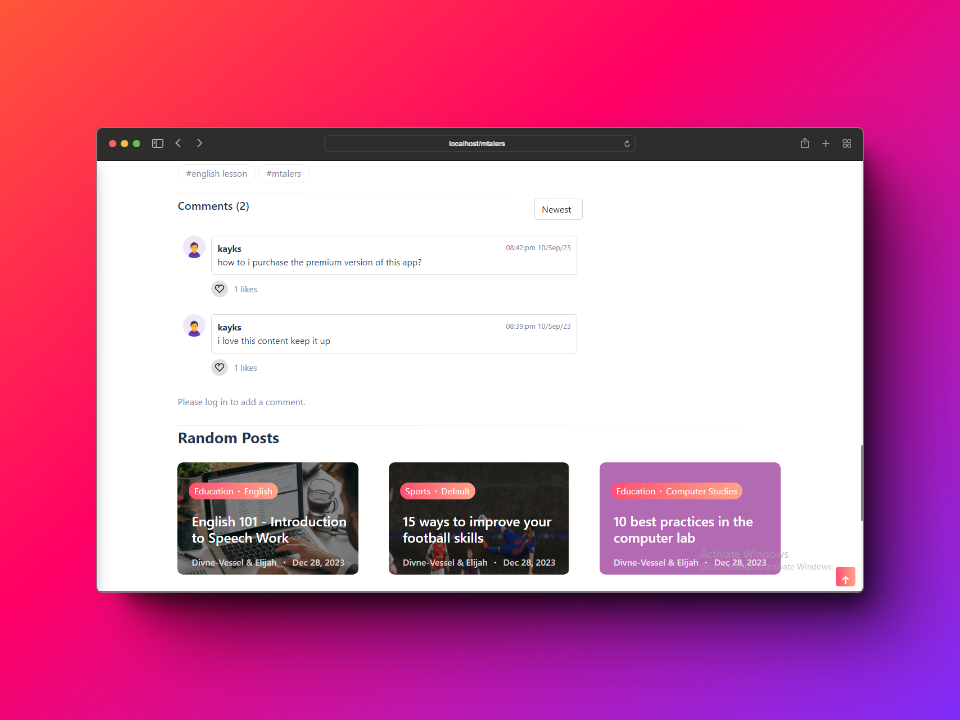 localhost/mtalers
#english lesson #mtalers
Comments (2)
Newest
kayks 08:42:pm 10/Sep/23
how to i purchase the premium version of this app?
1 likes
kayks 08:39:pm 10/Sep/23
i love this content keep it up
1 likes
Please log in to add a comment.
Random Posts
Education • English
English 101 - Introduction
to Speech Work
Divne-Vessel & Elijah • Dec 28, 2023
Sports • Default
15 ways to improve your
football skills
Divne-Vessel & Elijah • Dec 28, 2023
Education • Computer Studies
10 best practices in the
computer lab
Divne-Vessel & Elijah • Dec 28, 2023
Activate Windows
Windows